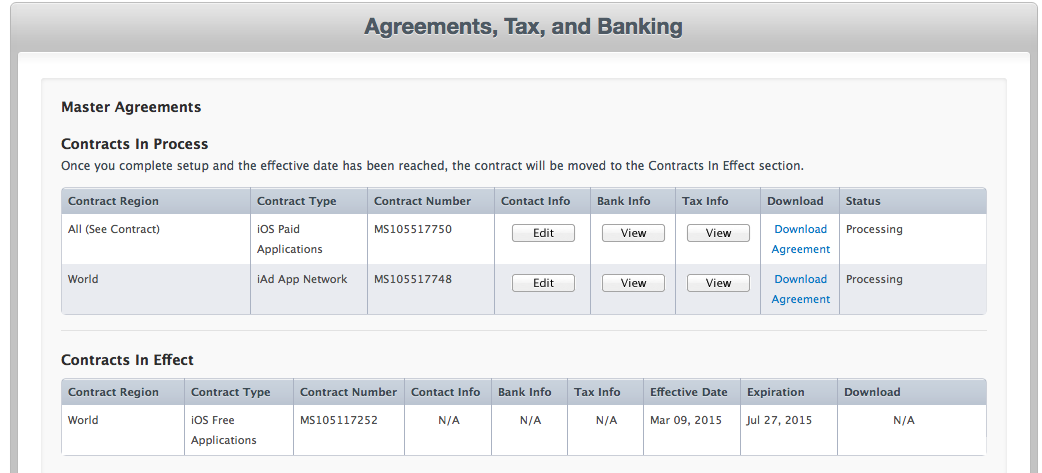 Agreements, Tax, and Banking
Master Agreements
Contracts In Process
Once you complete setup and the effective date has been reached, the contract will be moved to the Contracts In Effect section.
Contract Region Contract Type Contract Number Contact Info Bank Info Tax Info Download Status
All (See Contract) iOS Paid MS105517750 Edit View View Download Processing
Applications Agreement
World iAd App Network MS105517748 Edit View View Download Processing
Agreement
Contracts In Effect
Contract Region Contract Type Contract Number Contact Info Bank Info Tax Info Effective Date Expiration Download
World iOS Free MS105117252 N/A N/A N/A Mar 09, 2015 Jul 27, 2015 N/A
Applications